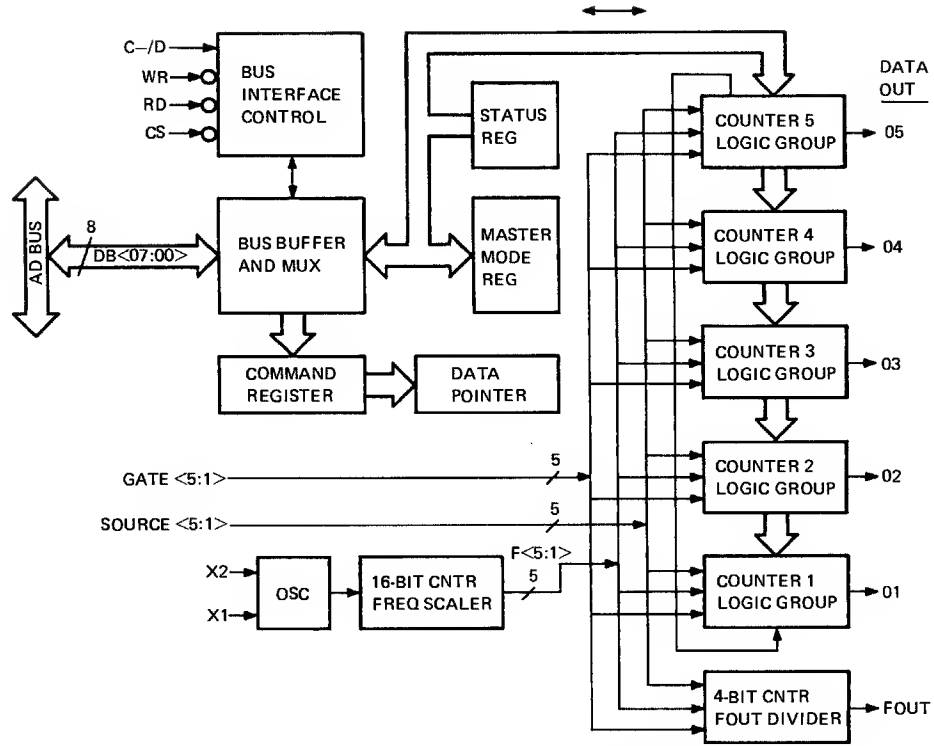 C–/D
WR
RD
CS
BUS
INTERFACE
CONTROL
STATUS
REG
DATA
OUT
COUNTER 5
LOGIC GROUP
05
AD BUS
8
DB<07:00>
BUS BUFFER
AND MUX
MASTER
MODE
REG
COUNTER 4
LOGIC GROUP
04
COMMAND
REGISTER
DATA
POINTER
COUNTER 3
LOGIC GROUP
03
GATE <5:1>
5
COUNTER 2
LOGIC GROUP
02
SOURCE <5:1>
5
X2
X1
OSC
16-BIT CNTR
FREQ SCALER
F<5:1>
5
COUNTER 1
LOGIC GROUP
01
4-BIT CNTR
FOUT DIVIDER
FOUT